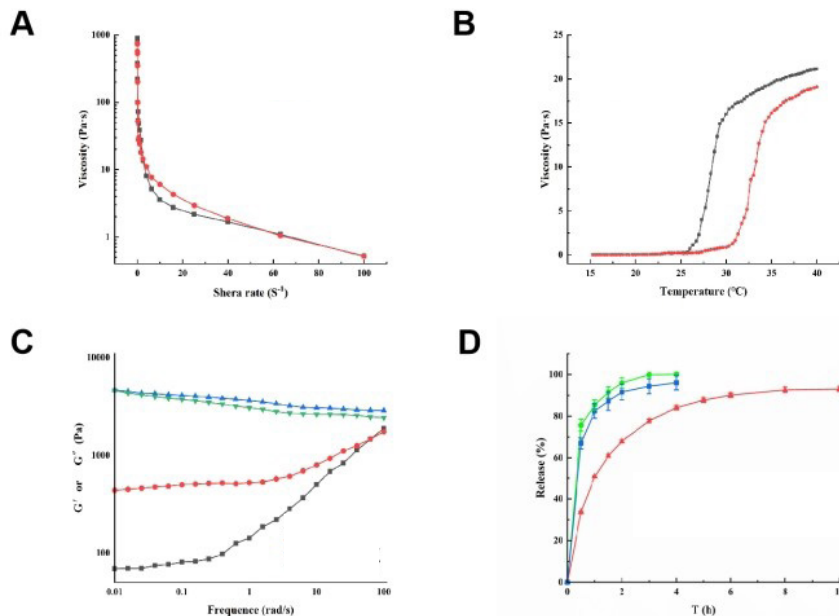 A
1000
100
10
1
Viscosity (Pa·s)
0 20 40 60 80 100
Shera rate (S⁻¹)
B
25
20
15
10
5
0
Viscosity (Pa·s)
15 20 25 30 35 40
Temperature (°C)
C
10000
1000
100
G' or G'' (Pa)
0.01 0.1 1 10 100
Frequence (rad/s)
D
100
80
60
40
20
0
Release (%)
0 2 4 6 8
T (h)